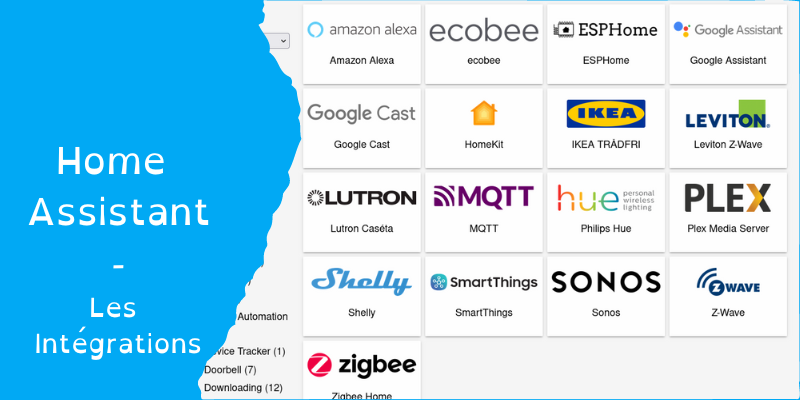 Home
Assistant
-
Les
Intégrations
Automation
evice Tracker (1)
Doorbell (7)
Downloading (12)
amazon alexa
Amazon Alexa
ecobee
ecobee
ESPHome
ESPHome
Google Assistant
Google Assistant
Google Cast
Google Cast
HomeKit
IKEA
IKEA TRÅDFRI
LEVITON
Leviton Z-Wave
LUTRON
Lutron Caséta
MQTT
MQTT
hue personal wireless lighting
Philips Hue
PLEX
Plex Media Server
Shelly
Shelly
SmartThings
SmartThings
SONOS
Sonos
Z-WAVE
Z-Wave
zigbee
Zigbee Home